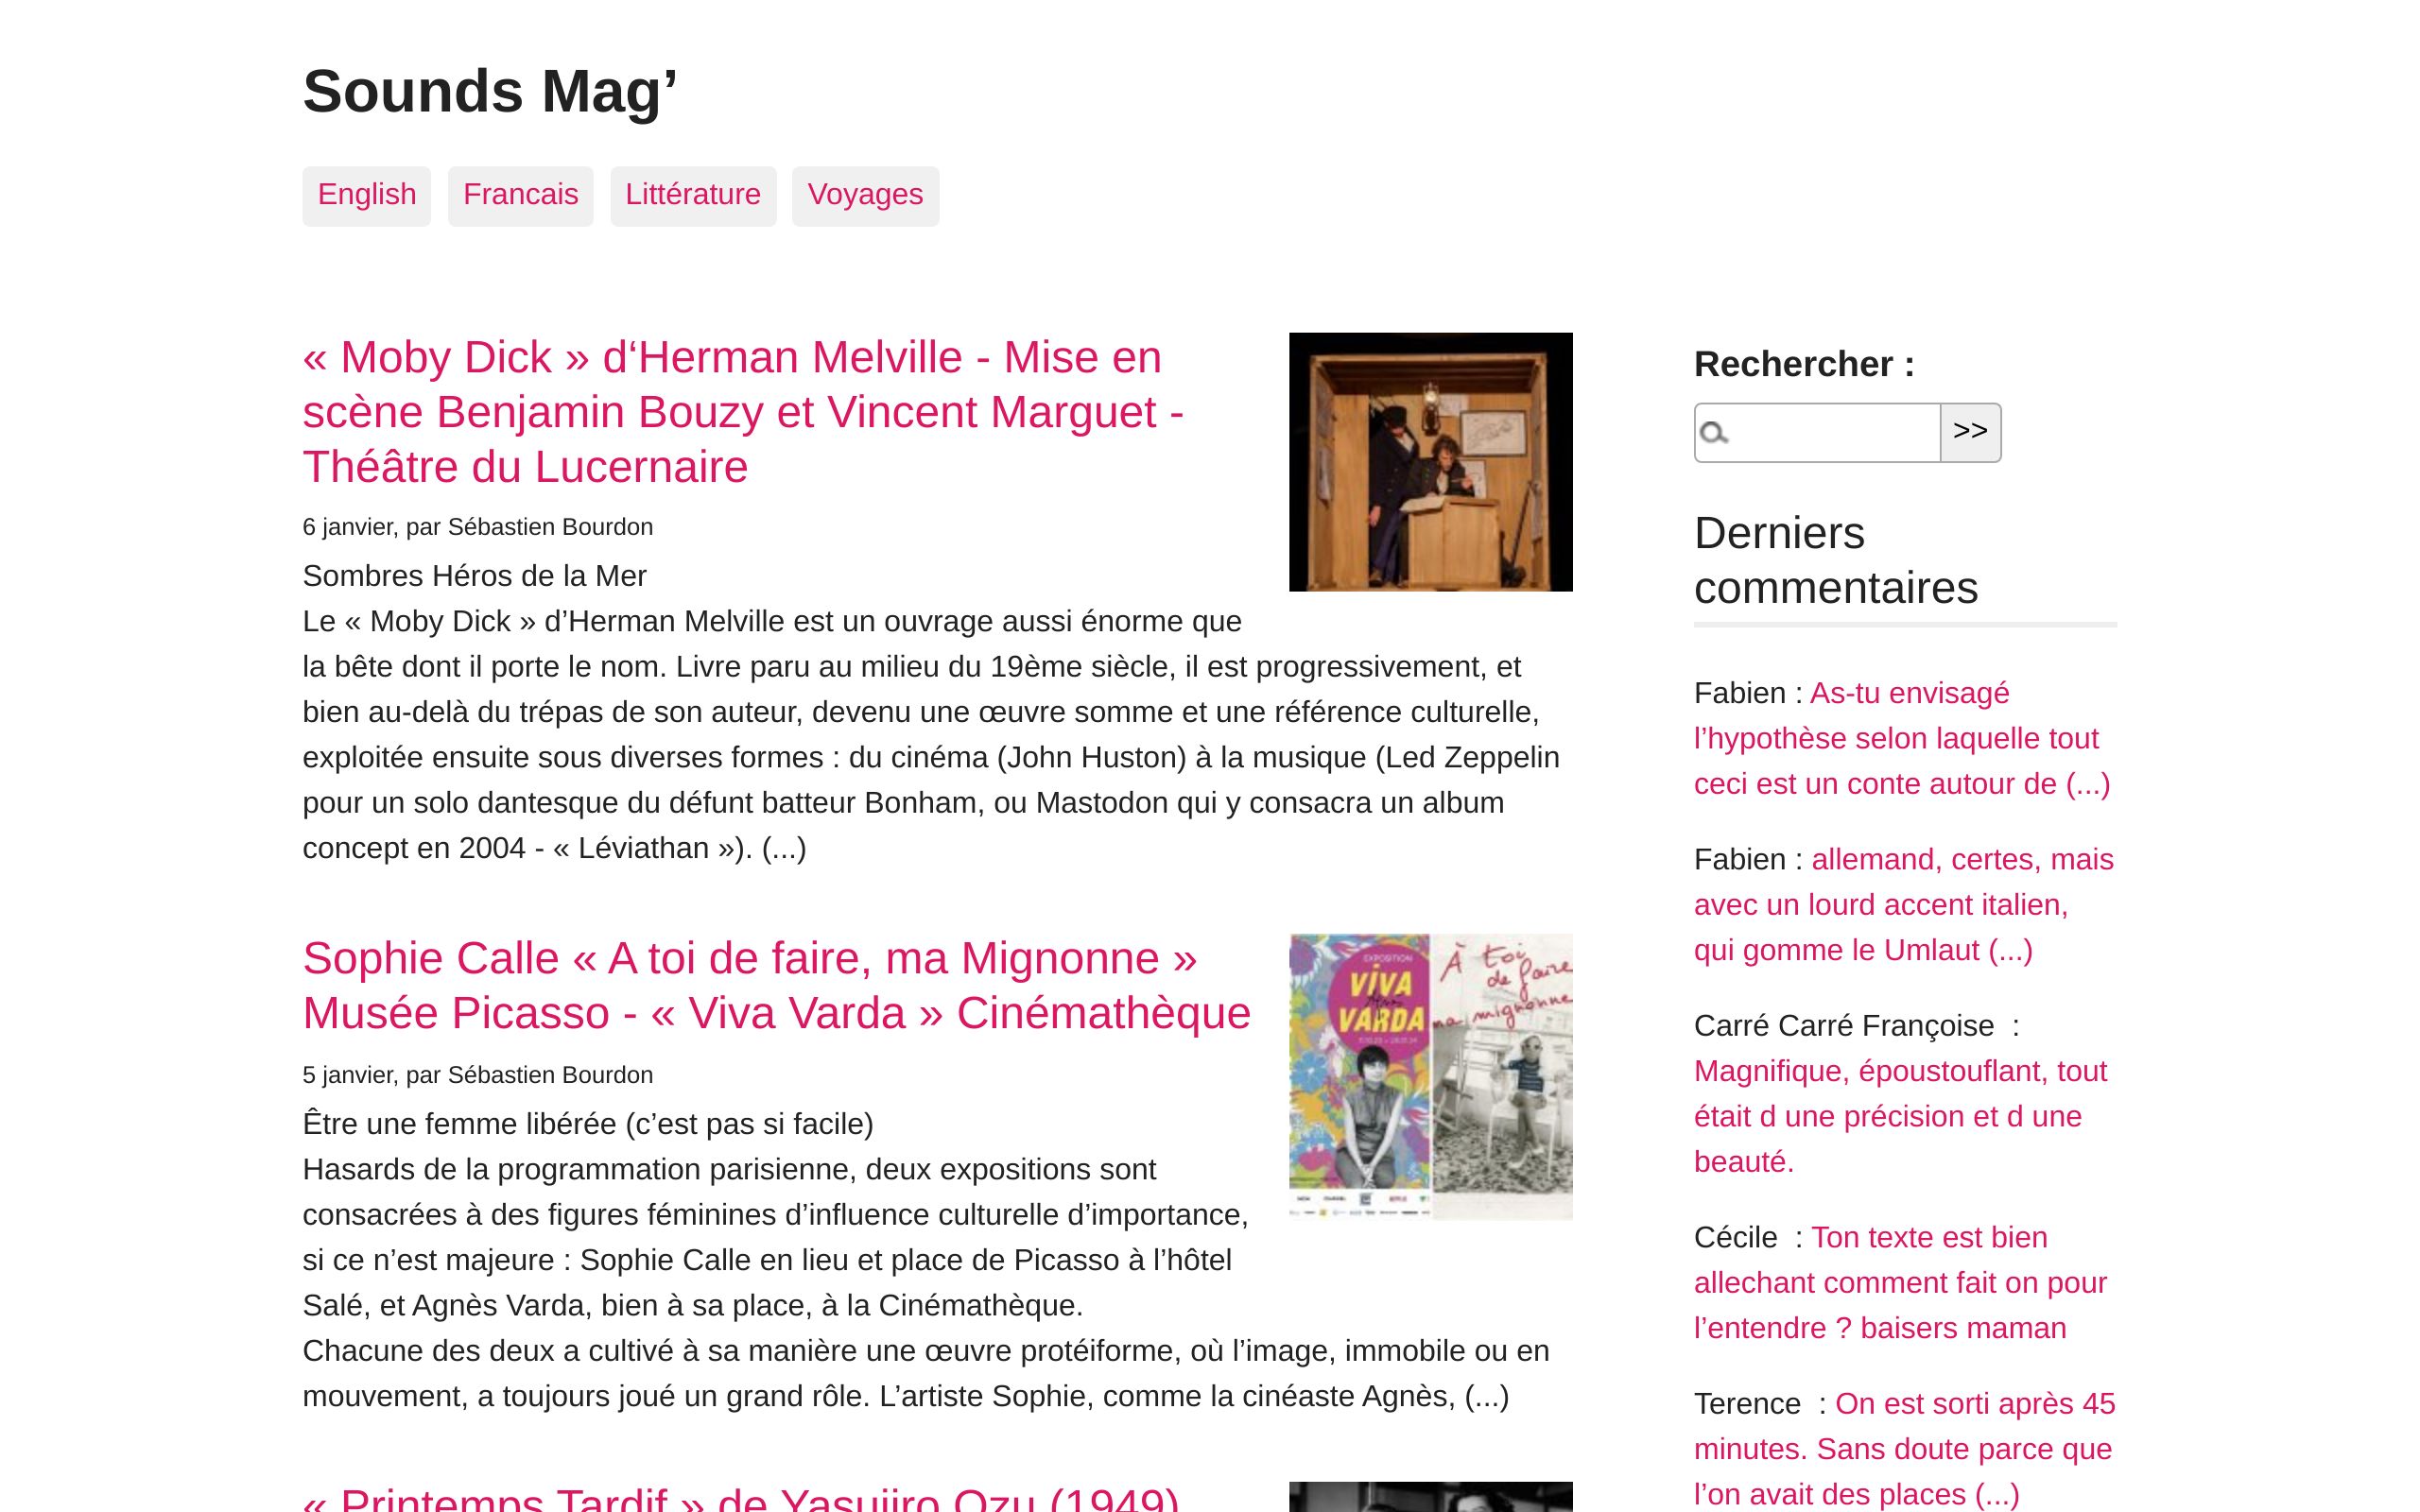 Sounds Mag’
English
Francais
Littérature
Voyages
« Moby Dick » d‘Herman Melville - Mise en
scène Benjamin Bouzy et Vincent Marguet -
Théâtre du Lucernaire
6 janvier, par Sébastien Bourdon
Sombres Héros de la Mer
Le « Moby Dick » d’Herman Melville est un ouvrage aussi énorme que
la bête dont il porte le nom. Livre paru au milieu du 19ème siècle, il est progressivement, et
bien au-delà du trépas de son auteur, devenu une œuvre somme et une référence culturelle,
exploitée ensuite sous diverses formes : du cinéma (John Huston) à la musique (Led Zeppelin
pour un solo dantesque du défunt batteur Bonham, ou Mastodon qui y consacra un album
concept en 2004 - « Léviathan »). (...)
Sophie Calle « A toi de faire, ma Mignonne »
Musée Picasso - « Viva Varda » Cinémathèque
5 janvier, par Sébastien Bourdon
Être une femme libérée (c’est pas si facile)
Hasards de la programmation parisienne, deux expositions sont
consacrées à des figures féminines d’influence culturelle d’importance,
si ce n’est majeure : Sophie Calle en lieu et place de Picasso à l’hôtel
Salé, et Agnès Varda, bien à sa place, à la Cinémathèque.
Chacune des deux a cultivé à sa manière une œuvre protéiforme, où l’image, immobile ou en
mouvement, a toujours joué un grand rôle. L’artiste Sophie, comme la cinéaste Agnès, (...)
EXPOSITION
VIVA
VARDA
À toi
de faire
ma mignonne
« Printemps Tardif » de Yasujiro Ozu (1949)
Rechercher :
>>
Derniers
commentaires
Fabien : As-tu envisagé
l’hypothèse selon laquelle tout
ceci est un conte autour de (...)
Fabien : allemand, certes, mais
avec un lourd accent italien,
qui gomme le Umlaut (...)
Carré Carré Françoise  :
Magnifique, époustouflant, tout
était d une précision et d une
beauté.
Cécile  : Ton texte est bien
allechant comment fait on pour
l’entendre ? baisers maman
Terence  : On est sorti après 45
minutes. Sans doute parce que
l’on avait des places (...)